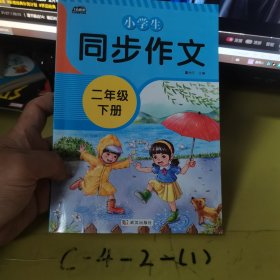 小学生
同步作文
二年级
下册
(-4-2-(1)